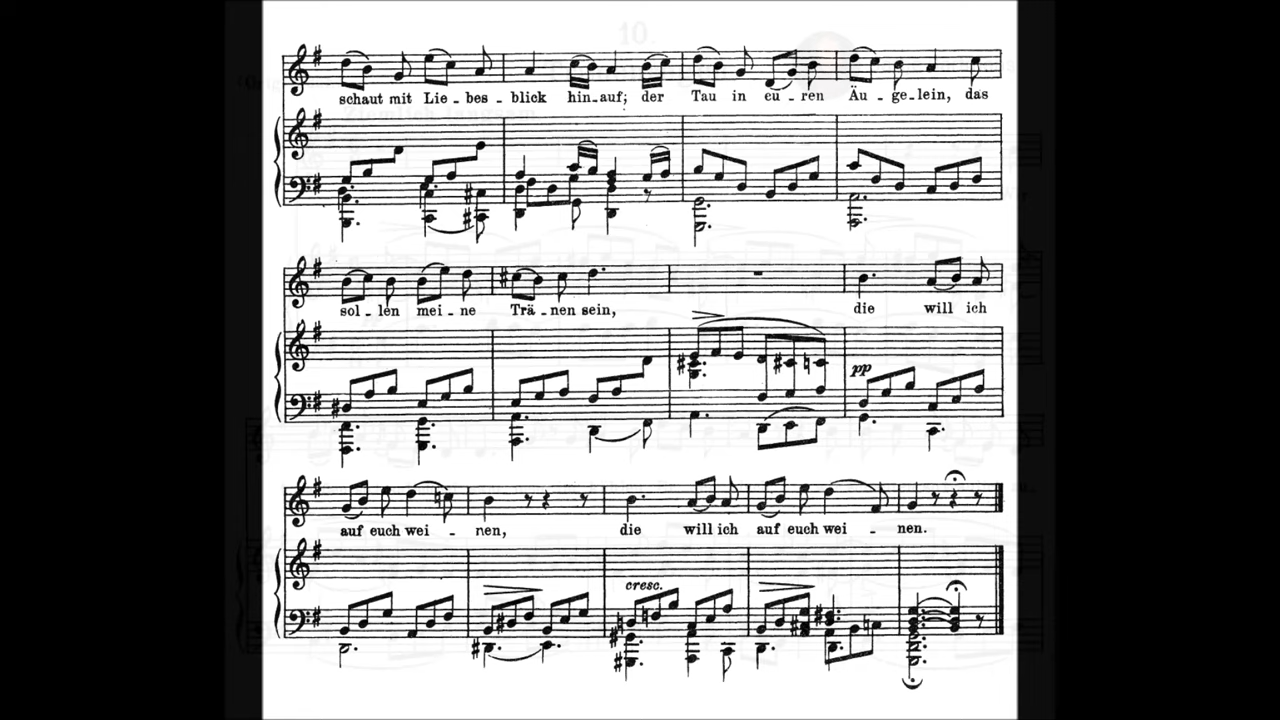 10
schaut mit Lie - bes - blick hin - auf; der Tau in eu - ren Äu - ge - lein, das
sol - len mei - ne Trä - nen sein, die will ich
pp
auf euch wei - nen, die will ich auf euch wei - nen.
cresc.